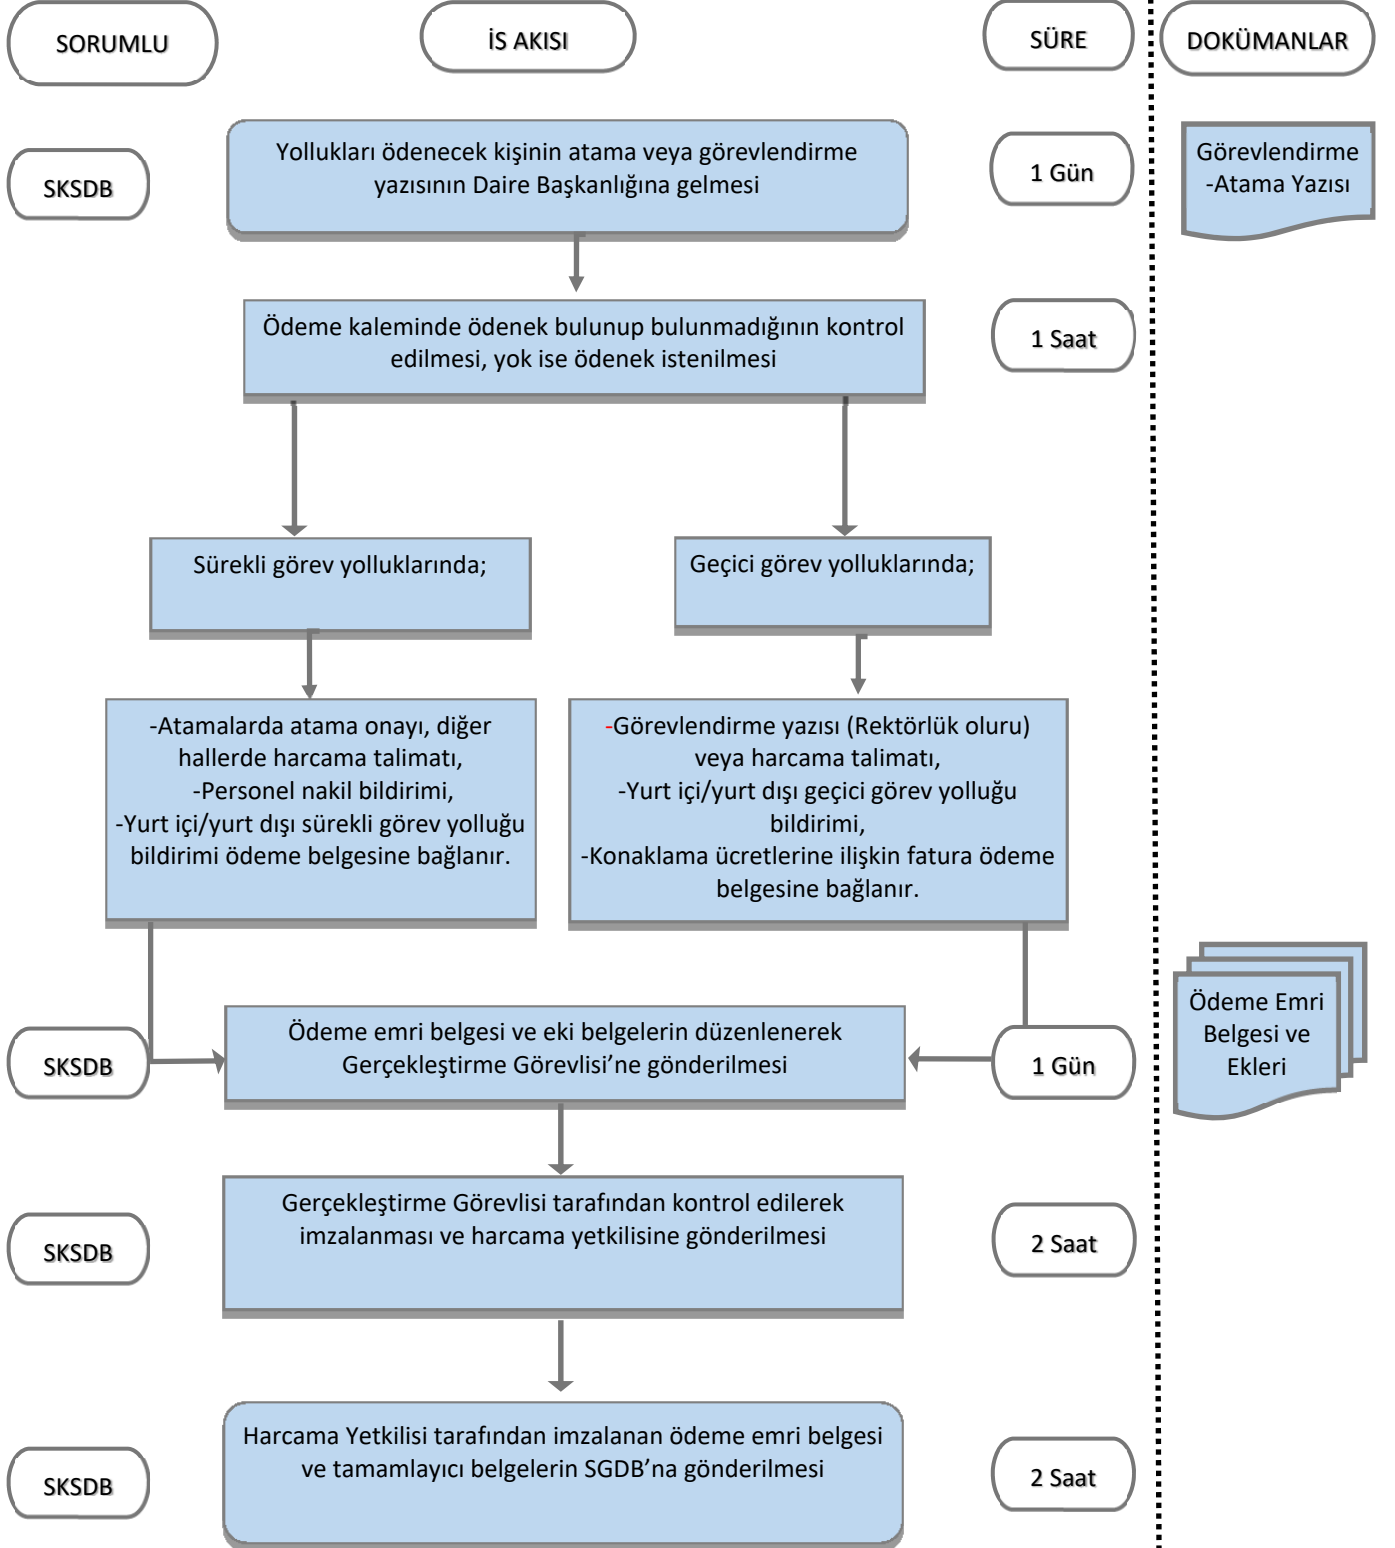 SORUMLU
İS AKISI
SÜRE
DOKÜMANLAR
SKSDB
Yollukları ödenecek kişinin atama veya görevlendirme
yazısının Daire Başkanlığına gelmesi
1 Gün
Görevlendirme
-Atama Yazısı
Ödeme kaleminde ödenek bulunup bulunmadığının kontrol
edilmesi, yok ise ödenek istenilmesi
1 Saat
Sürekli görev yolluklarında;
Geçici görev yolluklarında;
-Atamalarda atama onayı, diğer
hallerde harcama talimatı,
-Personel nakil bildirimi,
-Yurt içi/yurt dışı sürekli görev yolluğu
bildirimi ödeme belgesine bağlanır.
-Görevlendirme yazısı (Rektörlük oluru)
veya harcama talimatı,
-Yurt içi/yurt dışı geçici görev yolluğu
bildirimi,
-Konaklama ücretlerine ilişkin fatura ödeme
belgesine bağlanır.
SKSDB
Ödeme emri belgesi ve eki belgelerin düzenlenerek
Gerçekleştirme Görevlisi’ne gönderilmesi
1 Gün
Ödeme Emri
Belgesi ve
Ekleri
SKSDB
Gerçekleştirme Görevlisi tarafından kontrol edilerek
imzalanması ve harcama yetkilisine gönderilmesi
2 Saat
SKSDB
Harcama Yetkilisi tarafından imzalanan ödeme emri belgesi
ve tamamlayıcı belgelerin SGDB’na gönderilmesi
2 Saat